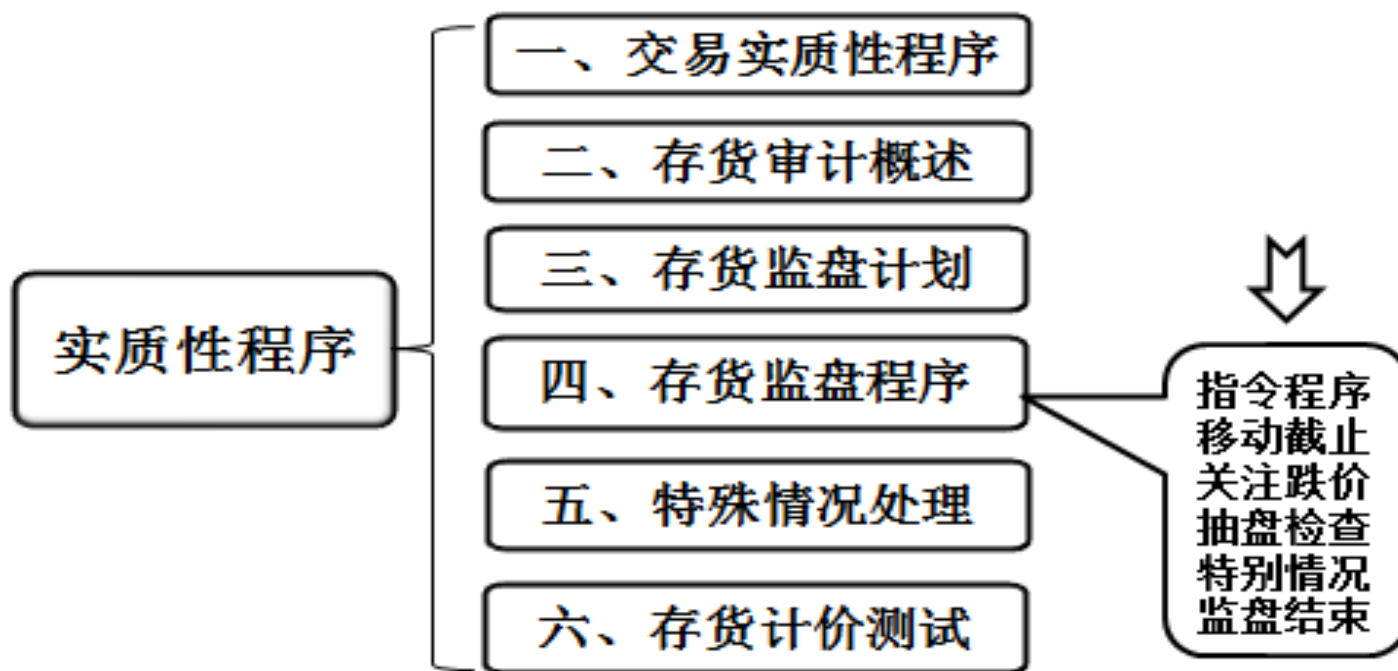 一、交易实质性程序
二、存货审计概述
三、存货监盘计划
实质性程序
四、存货监盘程序
五、特殊情况处理
六、存货计价测试
指令程序
移动截止
关注跌价
抽盘检查
特别情况
监盘结束